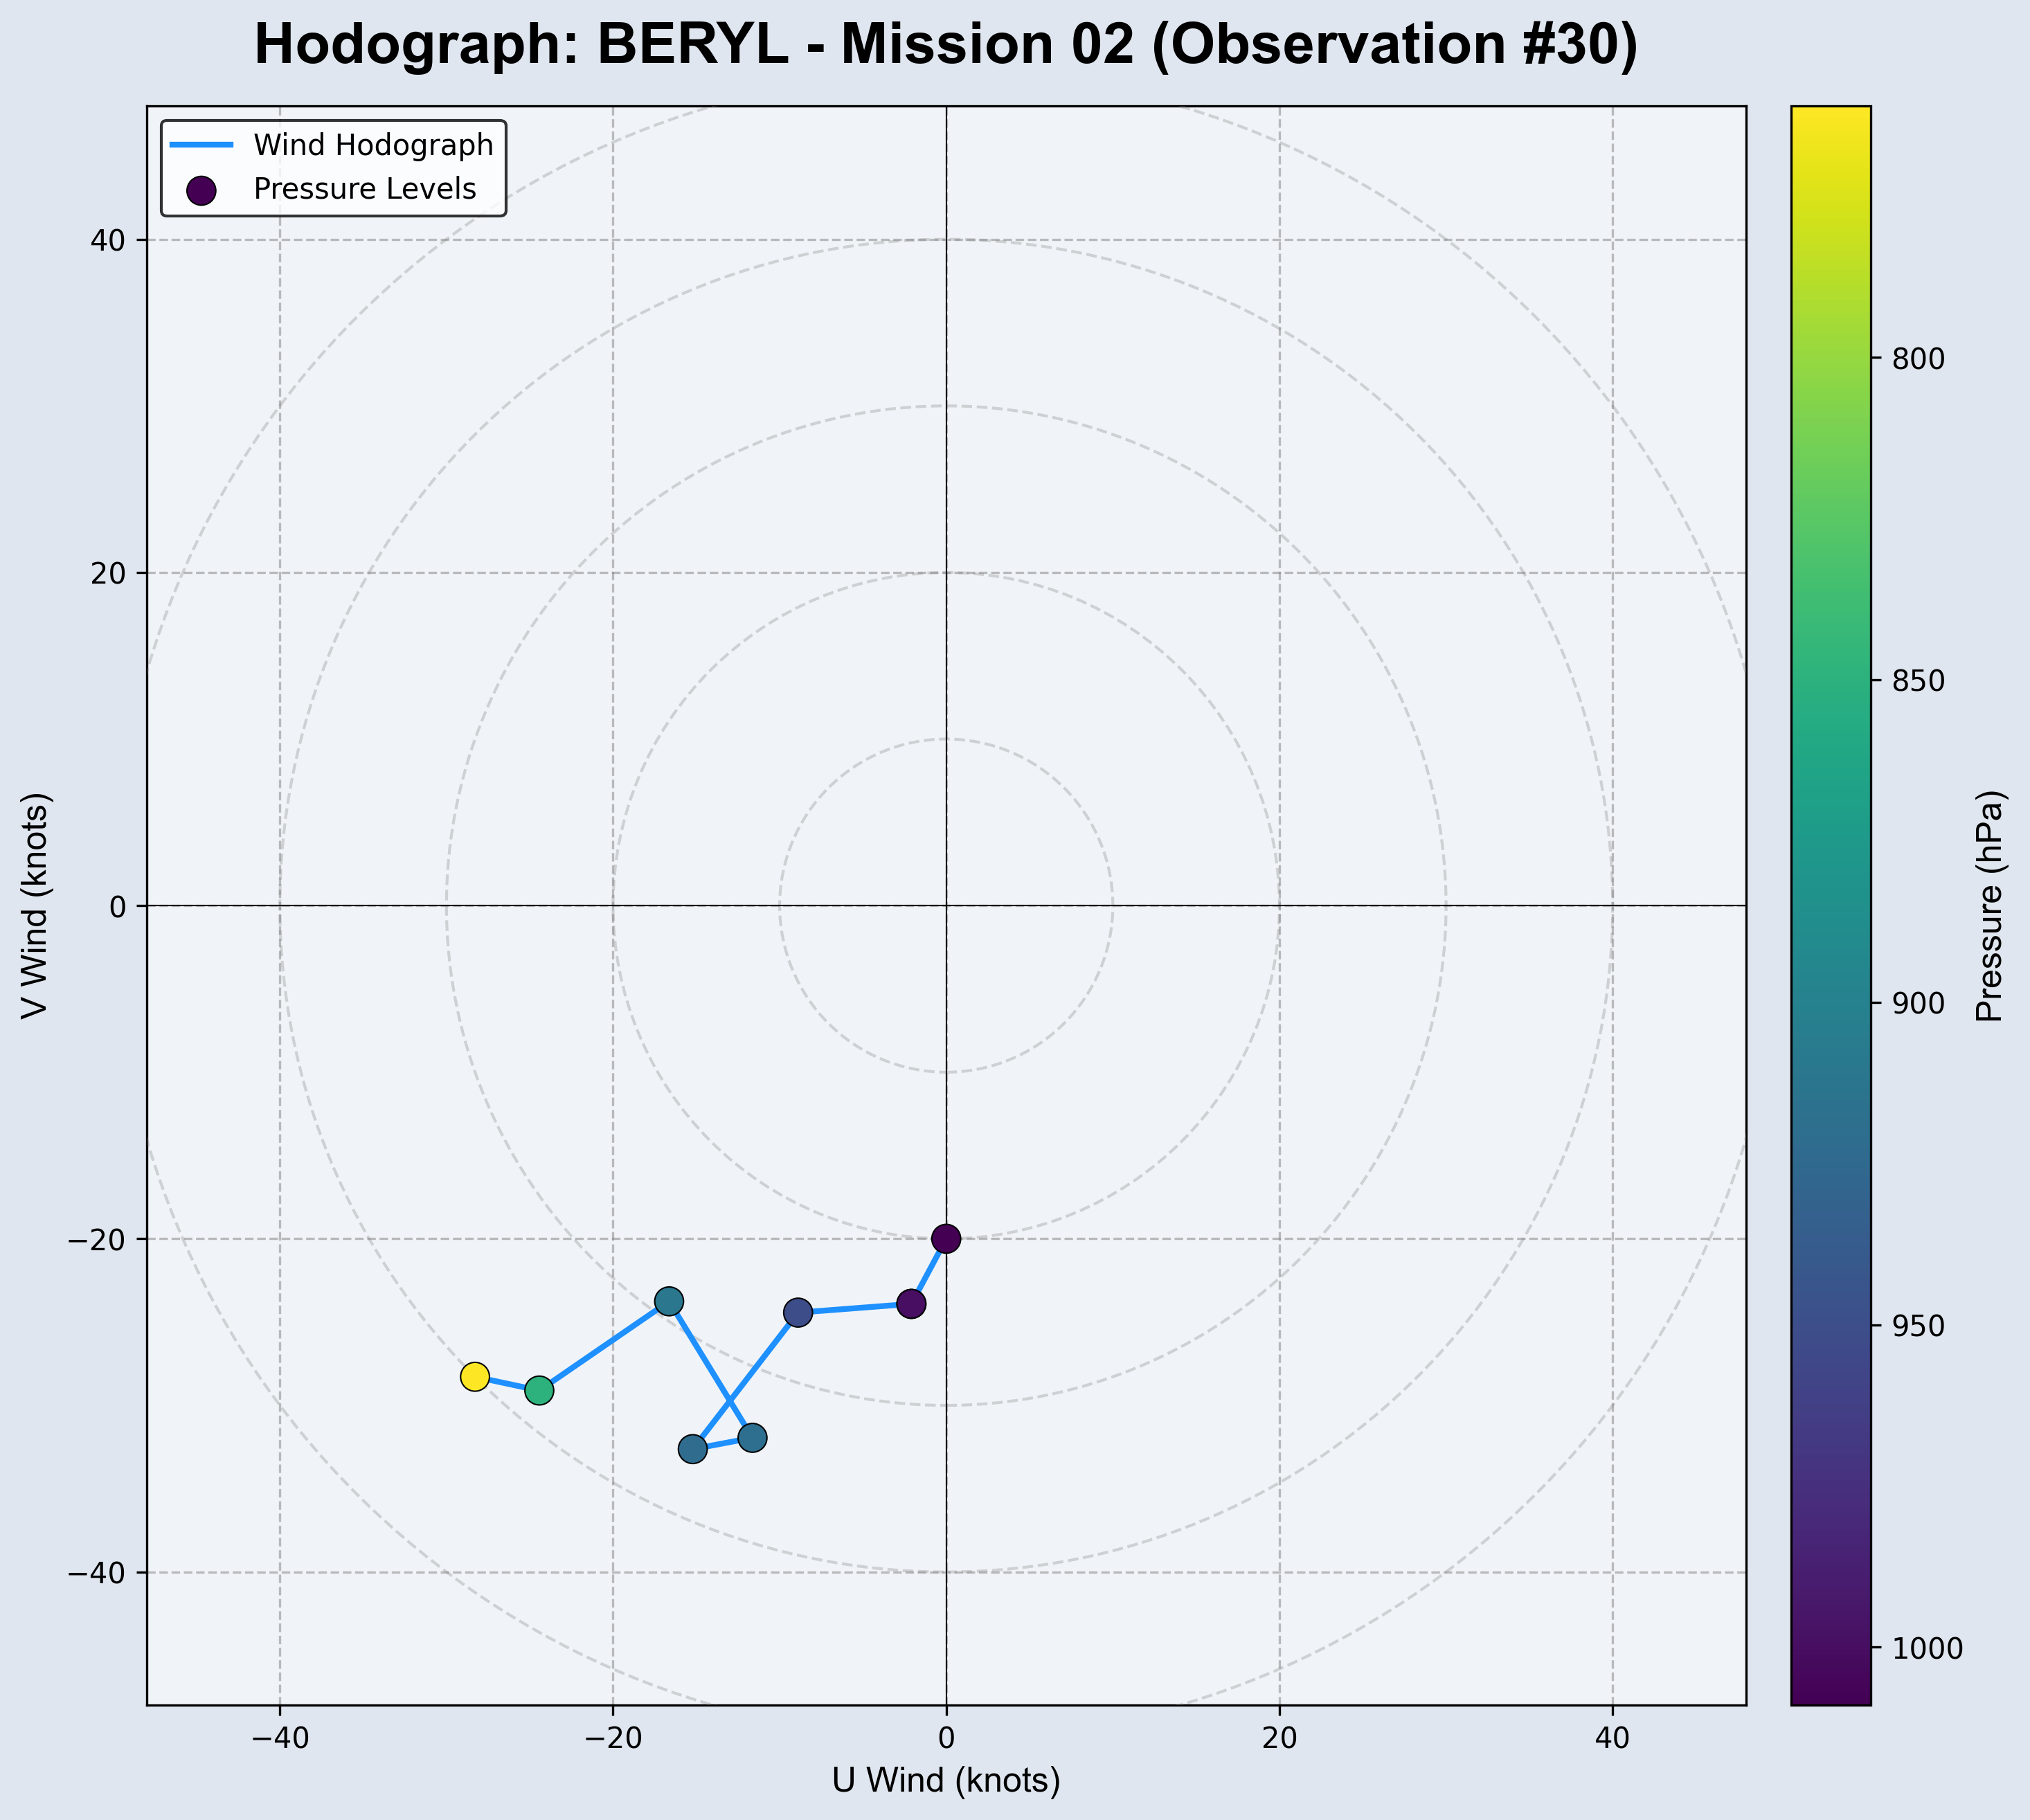 Hodograph: BERYL - Mission 02 (Observation #30)
Wind Hodograph
Pressure Levels
40
20
0
−20
−40
V Wind (knots)
−40
−20
0
20
40
U Wind (knots)
800
850
900
950
1000
Pressure (hPa)